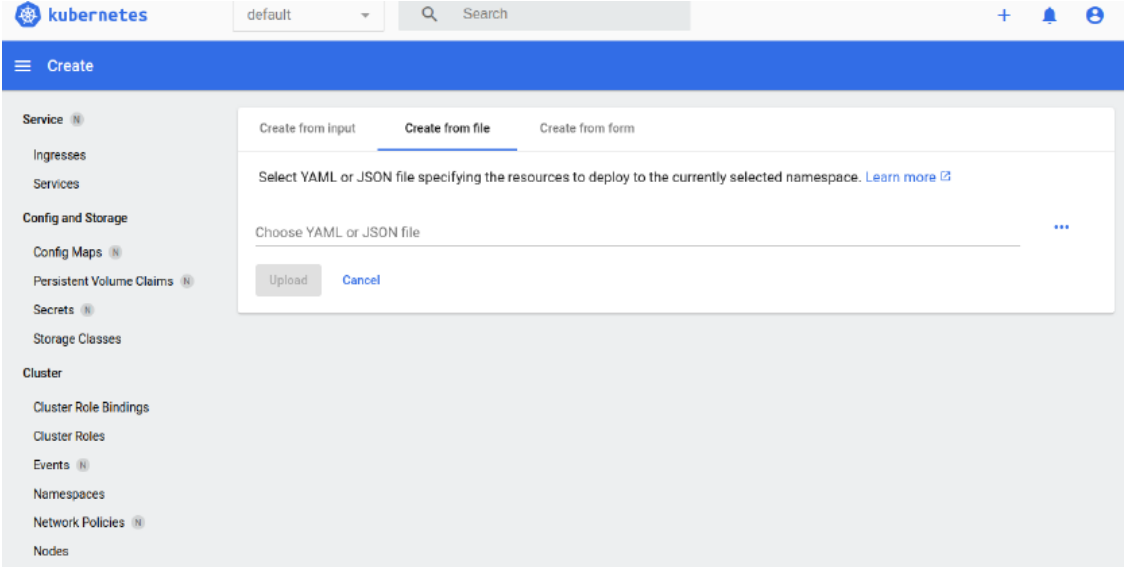 kubernetes
default
Search
Create
Service N
Ingresses
Services
Config and Storage
Config Maps N
Persistent Volume Claims N
Secrets N
Storage Classes
Cluster
Cluster Role Bindings
Cluster Roles
Events N
Namespaces
Network Policies N
Nodes
Create from input
Create from file
Create from form
Select YAML or JSON file specifying the resources to deploy to the currently selected namespace. Learn more
Choose YAML or JSON file
Upload
Cancel